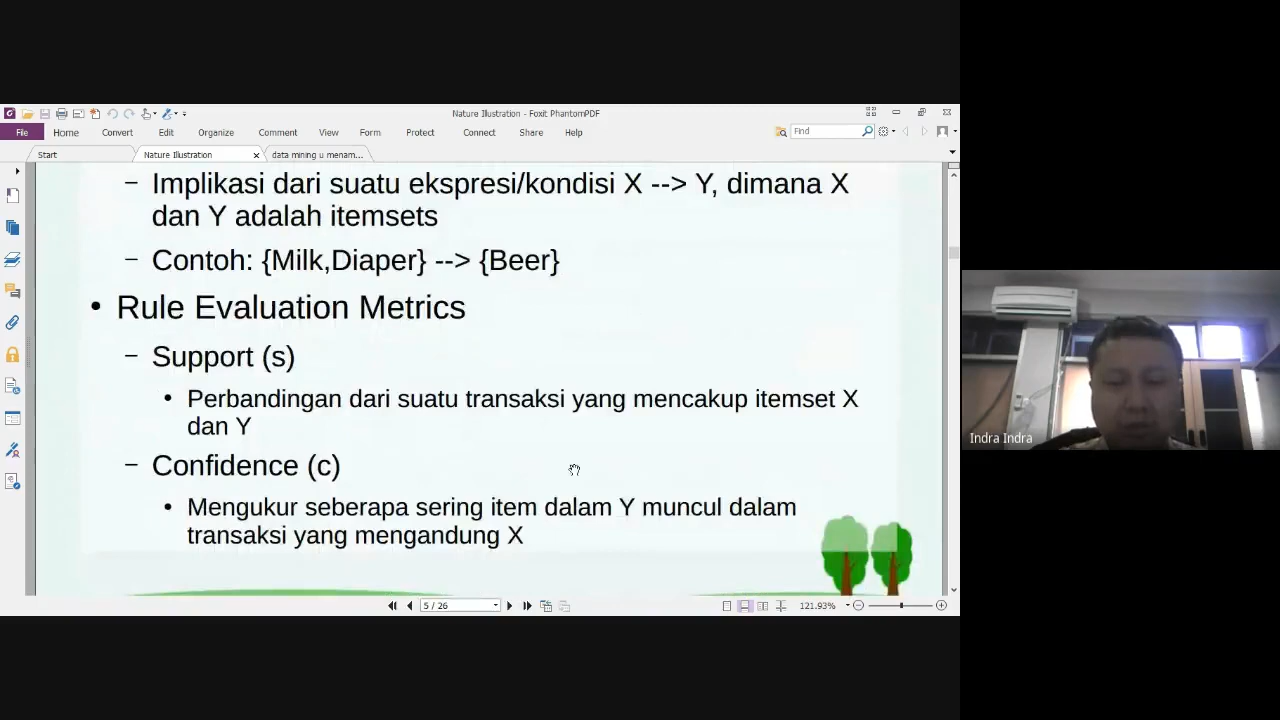 Nature Illustration - Foxit PhantomPDF
File Home Convert Edit Organize Comment View Form Protect Connect Share Help Find
Start Nature Illustration data mining u menam...
– Implikasi dari suatu ekspresi/kondisi X --> Y, dimana X
dan Y adalah itemsets
– Contoh: {Milk,Diaper} --> {Beer}
• Rule Evaluation Metrics
– Support (s)
• Perbandingan dari suatu transaksi yang mencakup itemset X
dan Y
– Confidence (c)
• Mengukur seberapa sering item dalam Y muncul dalam
transaksi yang mengandung X
5 / 26
121.93%
Indra Indra